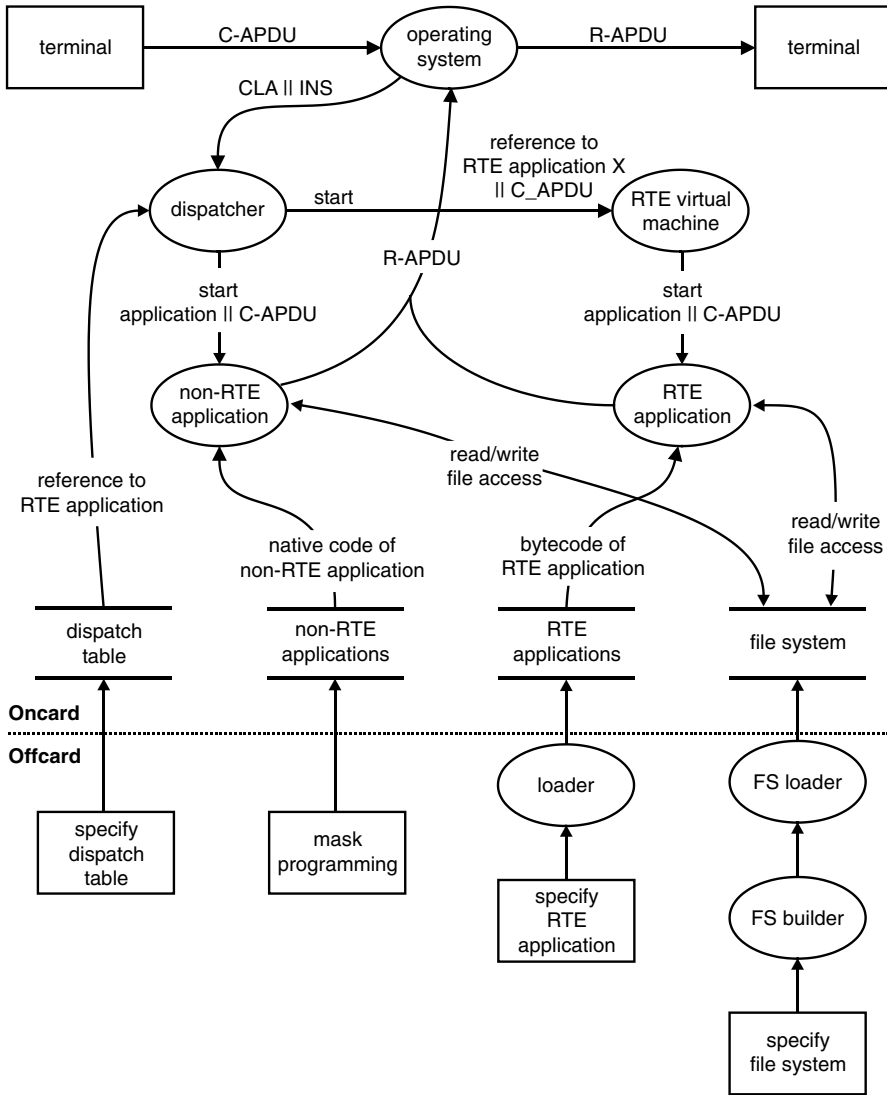 terminal
C-APDU
operating
system
R-APDU
terminal
CLA || INS
reference to
RTE application X
|| C_APDU
dispatcher
start
RTE virtual
machine
R-APDU
start
application || C-APDU
start
application || C-APDU
non-RTE
application
RTE
application
read/write
file access
reference to
RTE application
read/write
file access
native code of
non-RTE application
bytecode of
RTE application
dispatch
table
non-RTE
applications
RTE
applications
file system
Oncard
Offcard
loader
FS loader
specify
dispatch
table
mask
programming
specify
RTE
application
FS builder
specify
file system